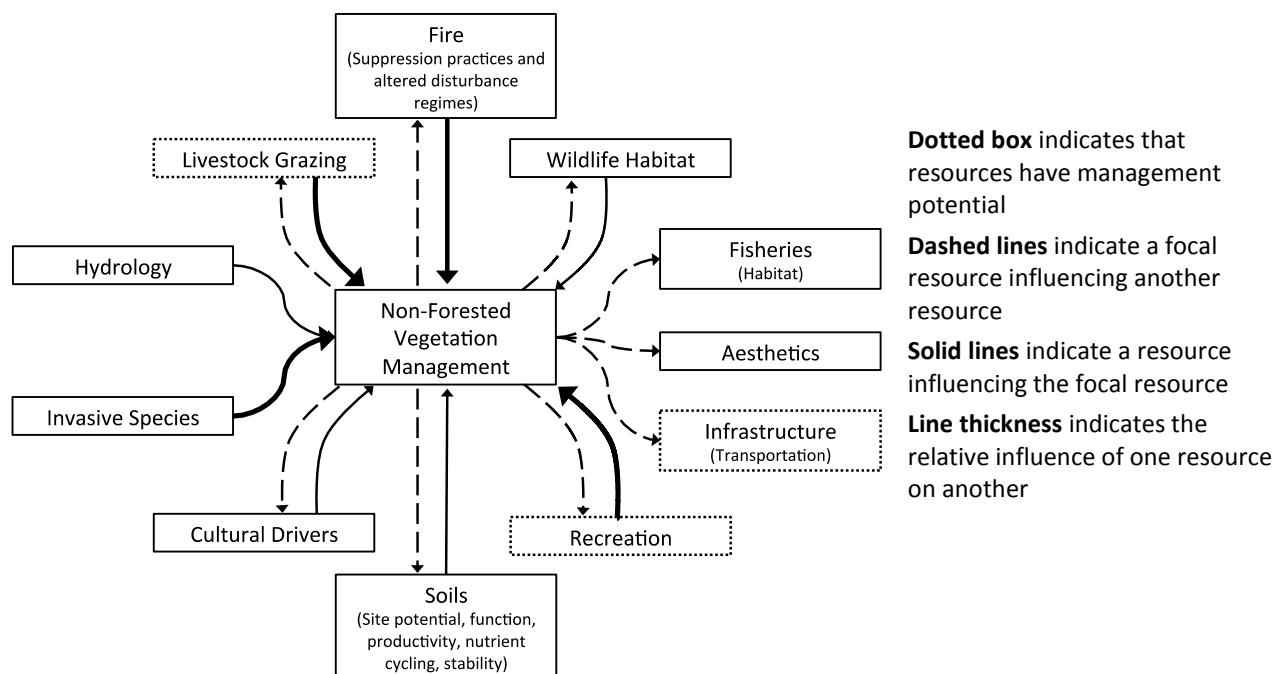 Fire
(Suppression practices and
altered disturbance
regimes)
Livestock Grazing
Wildlife Habitat
Hydrology
Fisheries
(Habitat)
Non-Forested
Vegetation
Management
Aesthetics
Invasive Species
Infrastructure
(Transportation)
Cultural Drivers
Recreation
Soils
(Site potential, function,
productivity, nutrient
cycling, stability)
Dotted box indicates that
resources have management
potential
Dashed lines indicate a focal
resource influencing another
resource
Solid lines indicate a resource
influencing the focal resource
Line thickness indicates the
relative influence of one resource
on another